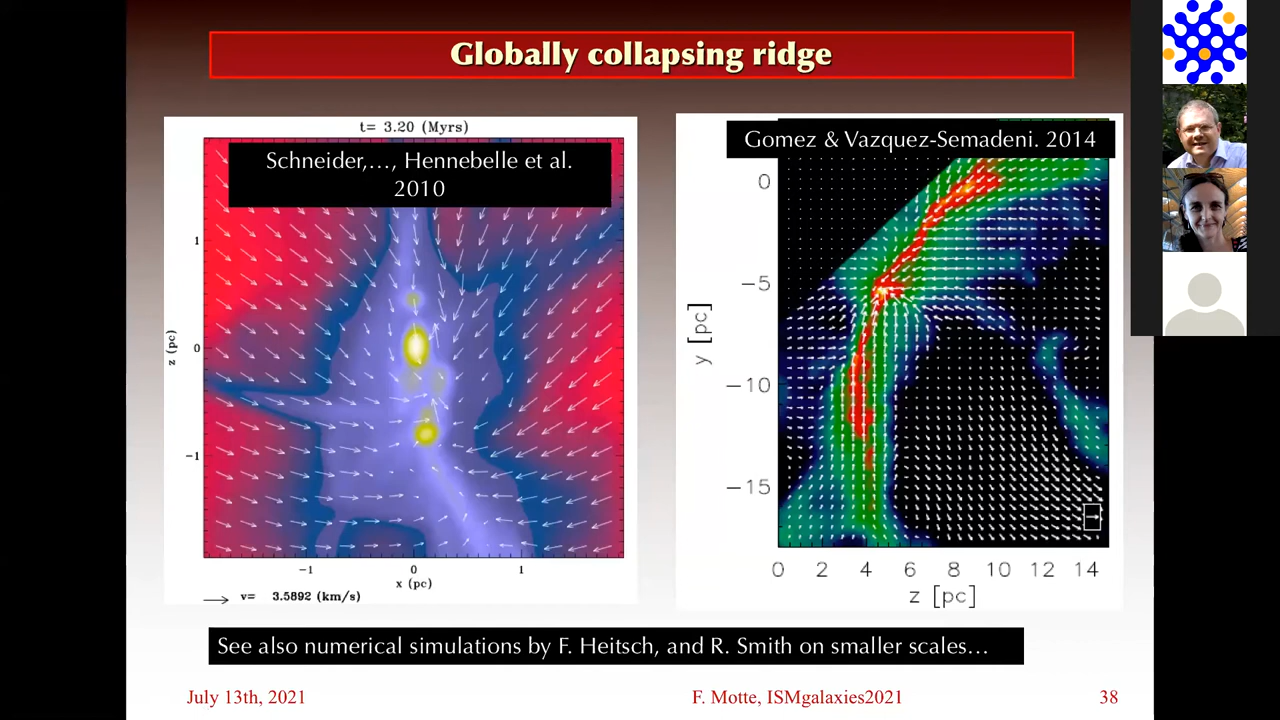 Globally collapsing ridge
t= 3.20 (Myrs)
Schneider,…, Hennebelle et al.
2010
1
0
−1
z (pc)
−1 0 1
x (pc)
v= 3.5892 (km/s)
Gomez & Vazquez-Semadeni. 2014
0
−5
−10
−15
y [pc]
0 2 4 6 8 10 12 14
z [pc]
See also numerical simulations by F. Heitsch, and R. Smith on smaller scales…
July 13th, 2021 F. Motte, ISMgalaxies2021 38